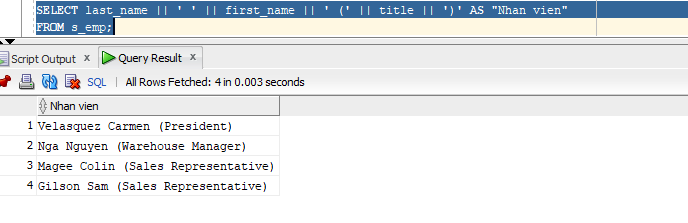 SELECT last_name || ' ' || first_name || ' (' || title || ')' AS "Nhan vien"
FROM s_emp;
Script Output x Query Result x
SQL | All Rows Fetched: 4 in 0.003 seconds
Nhan vien
1 Velasquez Carmen (President)
2 Nga Nguyen (Warehouse Manager)
3 Magee Colin (Sales Representative)
4 Gilson Sam (Sales Representative)